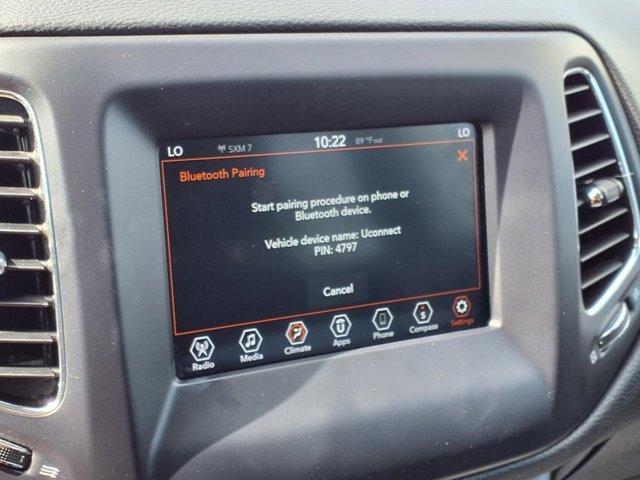 LO SXM 7 10:22 89 °F out LO
Bluetooth Pairing
Start pairing procedure on phone or
Bluetooth device.
Vehicle device name: Uconnect
PIN: 4797
Cancel
Radio Media Climate Apps Phone Compass Settings
S